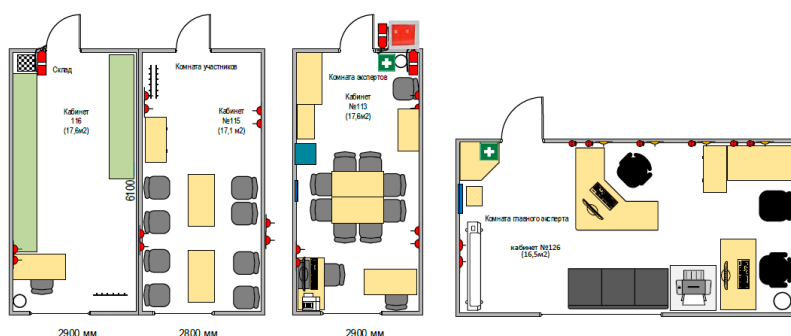 Склад
Кабинет
116
(17,6м2)
6100
2900 мм
Комната участников
Кабинет
№115
(17,1 м2)
2800 мм
Комната экспертов
Кабинет
№113
(17,6м2)
2900 мм
Комната главного эксперта
кабинет №126
(16,5м2)